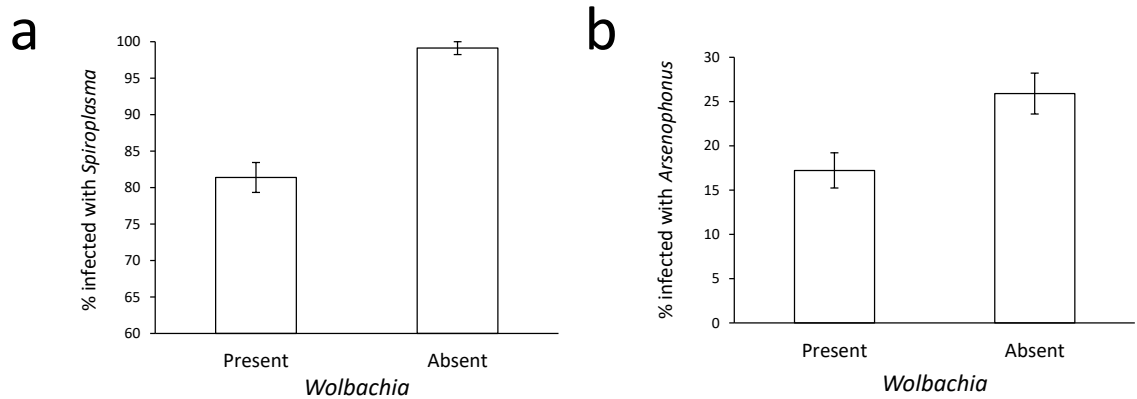 a
% infected with Spiroplasma
100
95
90
85
80
75
70
65
60
Present
Absent
Wolbachia
b
% infected with Arsenophonus
30
25
20
15
10
5
0
Present
Absent
Wolbachia